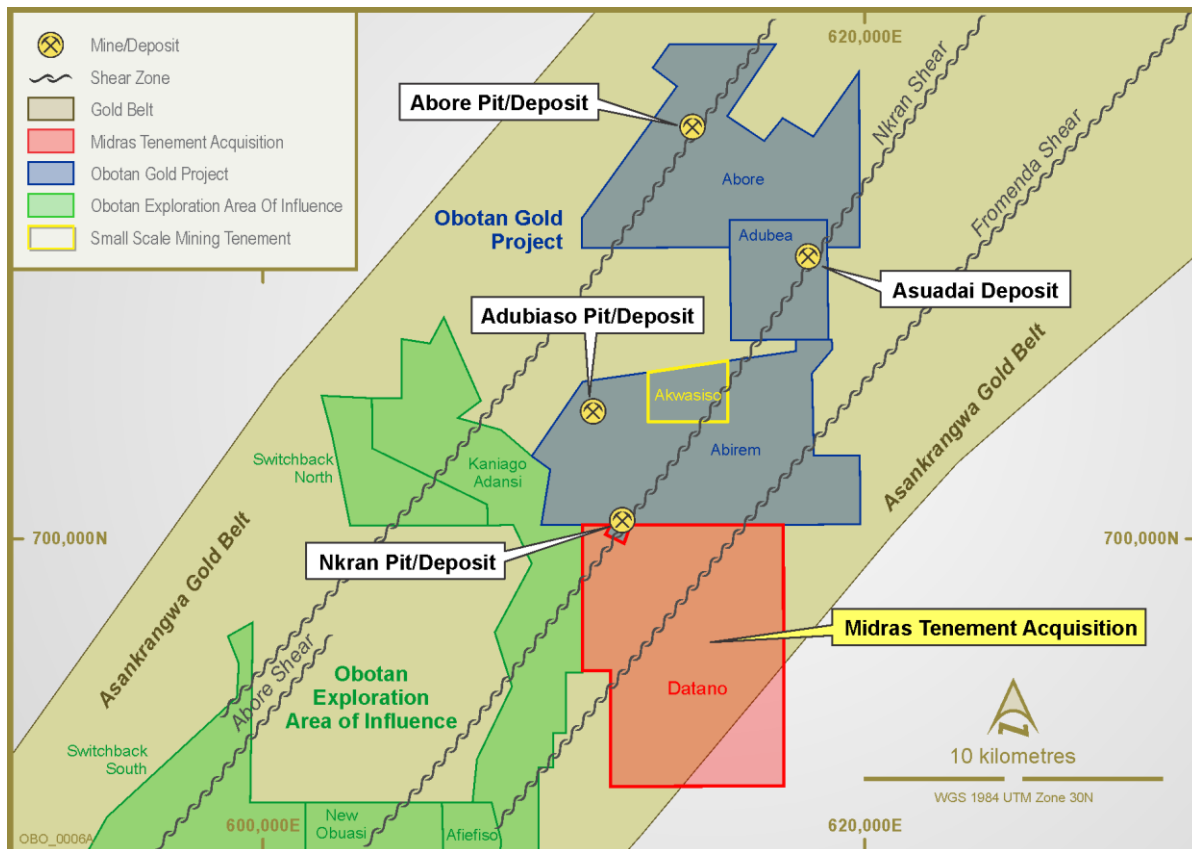 Mine/Deposit
Shear Zone
Gold Belt
Midras Tenement Acquisition
Obotan Gold Project
Obotan Exploration Area Of Influence
Small Scale Mining Tenement
620,000E
Abore Pit/Deposit
Nkran Shear
Fromenda Shear
Abore
Obotan Gold
Project
Adubea
Asuadai Deposit
Adubiaso Pit/Deposit
Akwasiso
Abirem
Asankrangwa Gold Belt
Switchback
North
Kaniago
Adansi
700,000N
700,000N
Nkran Pit/Deposit
Asankrangwa Gold Belt
Midras Tenement Acquisition
Abore Shear
Obotan
Exploration
Area of Influence
Datano
Switchback
South
N
10 kilometres
WGS 1984 UTM Zone 30N
New
Obuasi
Afiefiso
600,000E
620,000E
OBO_0006A